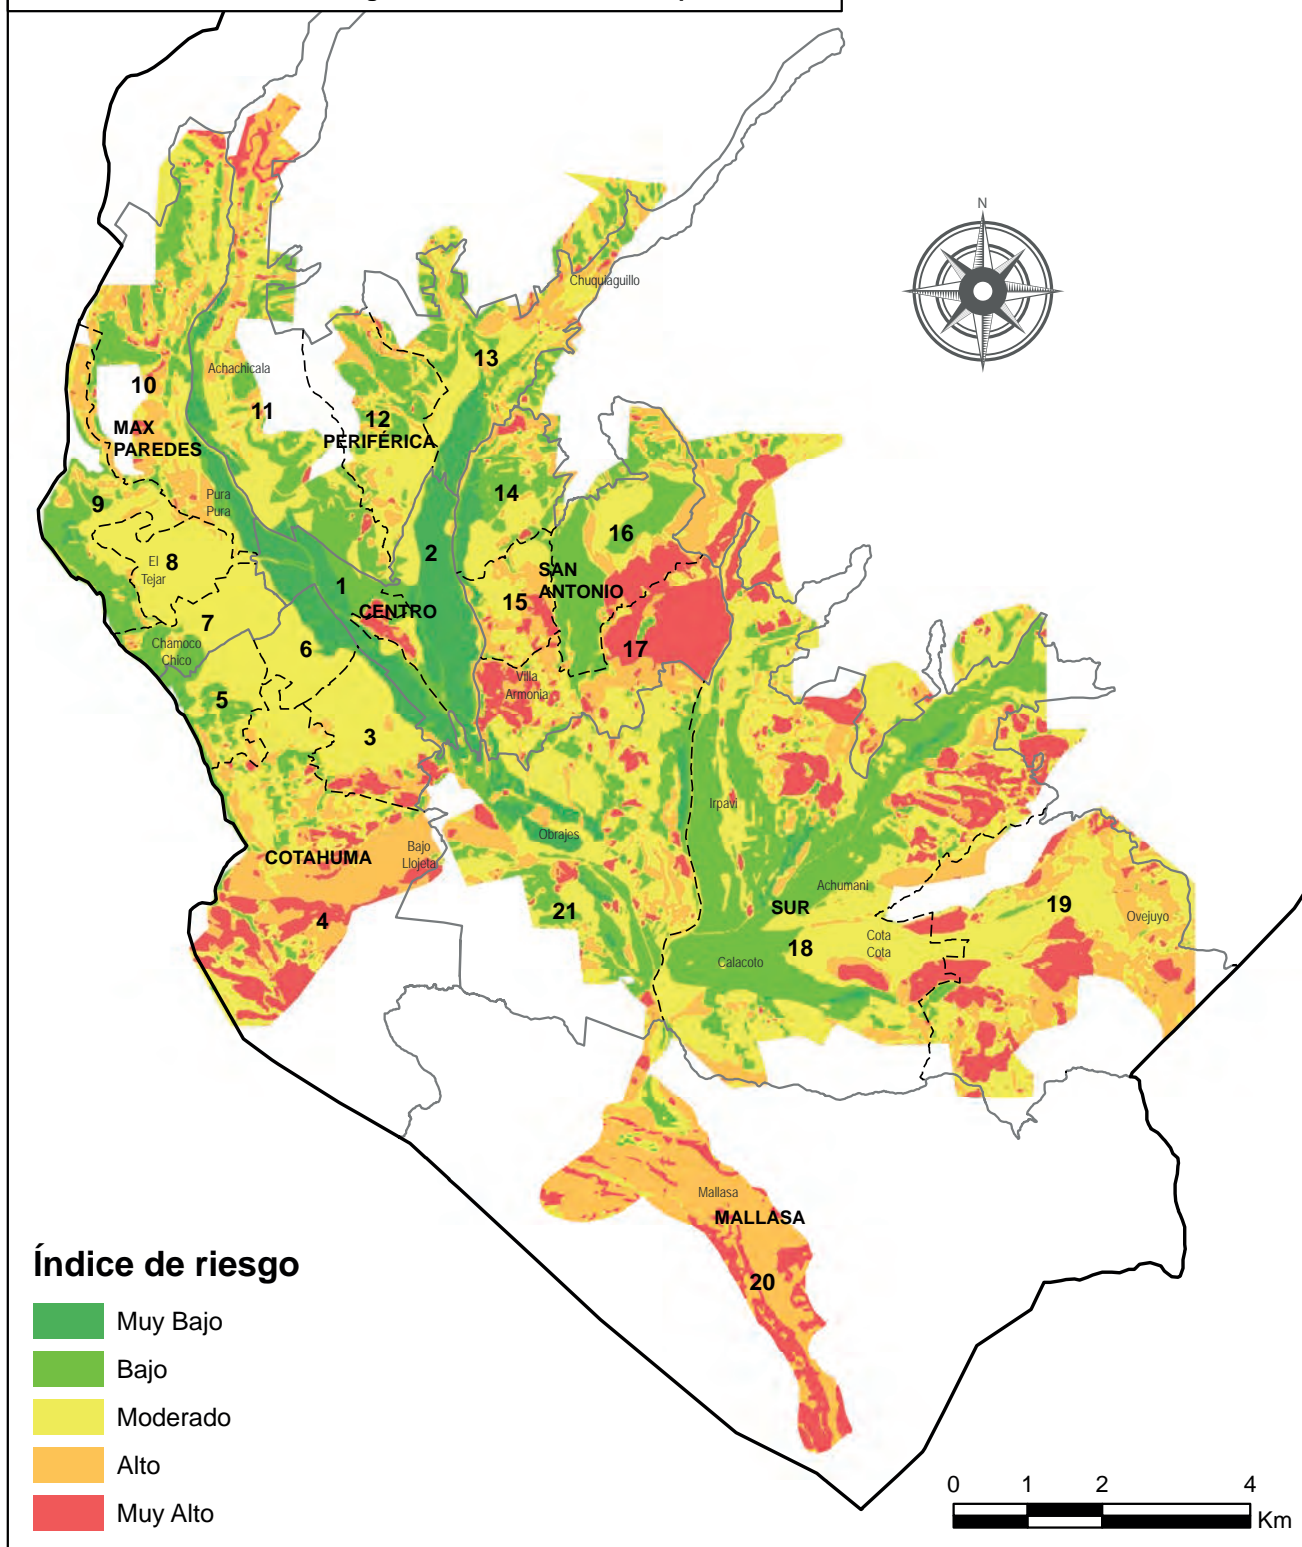 N
Chuquiaguillo
13
Achachicala
10
11
12
MAX
PAREDES
PERIFÉRICA
Pura
Pura
9
14
16
2
El
Tejar
8
SAN
ANTONIO
1
15
CENTRO
7
6
17
Chamoco
Chico
Villa
Armonia
5
3
Irpavi
Obrajes
Bajo
Llojeta
COTAHUMA
Achumani
SUR
19
21
Ovejuyo
4
Cota
Cota
18
Calacoto
Mallasa
MALLASA
20
Índice de riesgo
Muy Bajo
Bajo
Moderado
Alto
Muy Alto
0 1 2 4
Km